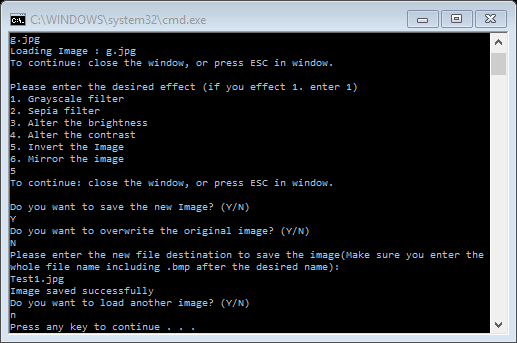 C:\WINDOWS\system32\cmd.exe
g.jpg
Loading Image : g.jpg
To continue: close the window, or press ESC in window.
Please enter the desired effect (if you effect 1. enter 1)
1. Grayscale filter
2. Sepia filter
3. Alter the brightness
4. Alter the contrast
5. Invert the Image
6. Mirror the image
5
To continue: close the window, or press ESC in window.
Do you want to save the new Image? (Y/N)
Y
Do you want to overwrite the original image? (Y/N)
N
Please enter the new file destination to save the image(Make sure you enter the
whole file name including .bmp after the desired name):
Test1.jpg
Image saved successfully
Do you want to load another image? (Y/N)
n
Press any key to continue . . .